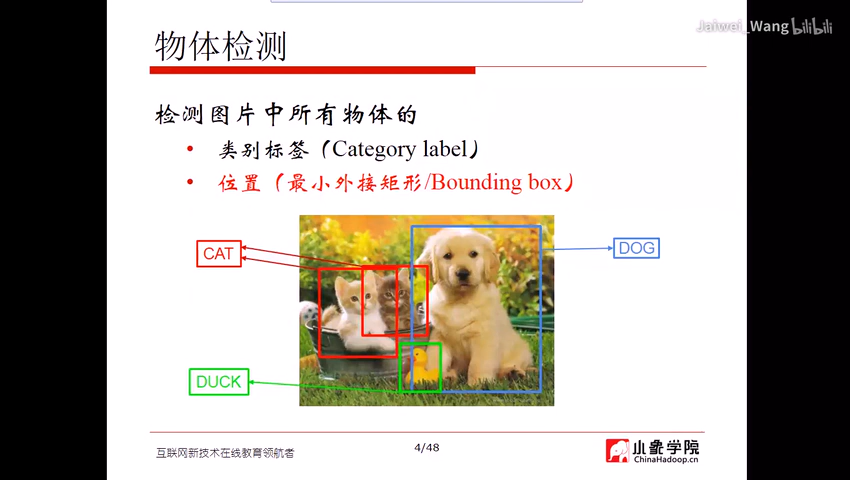 Jaiwei_Wang bilibili
物体检测
检测图片中所有物体的
• 类别标签（Category label）
• 位置（最小外接矩形/Bounding box）
CAT
DOG
DUCK
互联网新技术在线教育领航者
4/48
小象学院
ChinaHadoop.cn